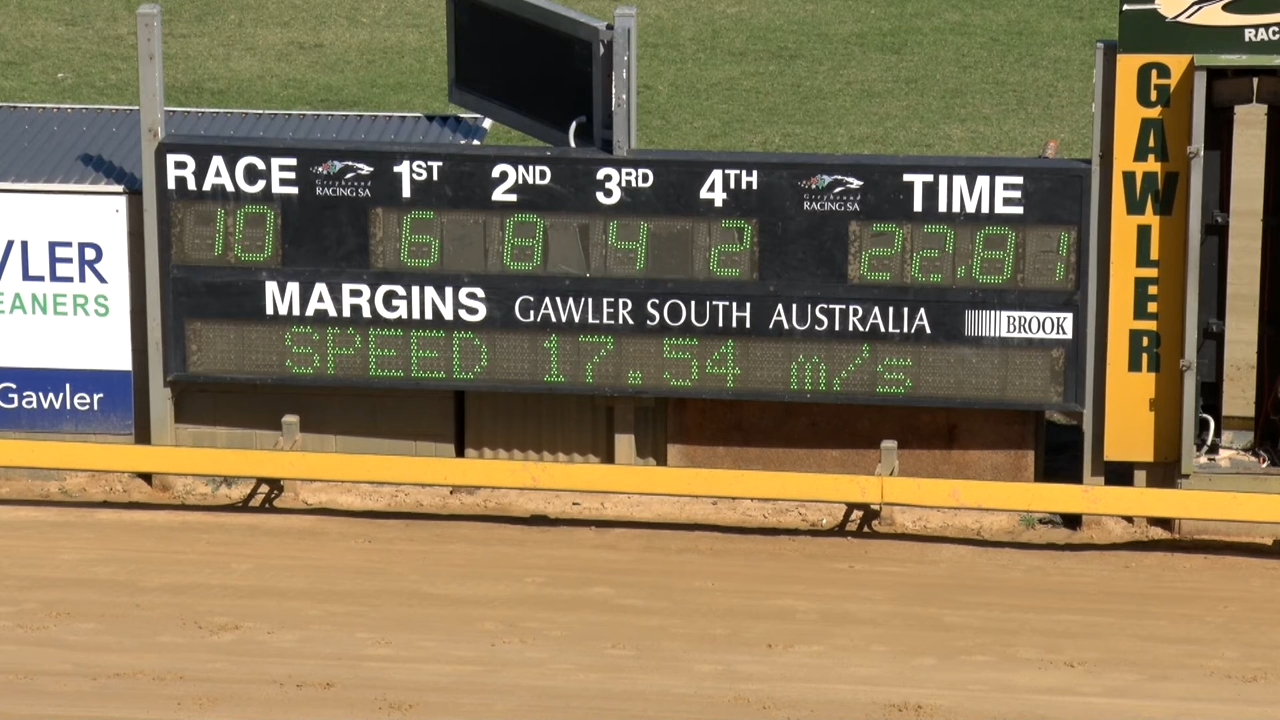 RAC
GAWLER
RACE 1ST 2ND 3RD 4TH TIME
Greyhound
RACING SA
Greyhound
RACING SA
10 6 8 4 2 22.81
MARGINS GAWLER SOUTH AUSTRALIA BROOK
SPEED 17.54 m/s
WLER
EANERS
Gawler